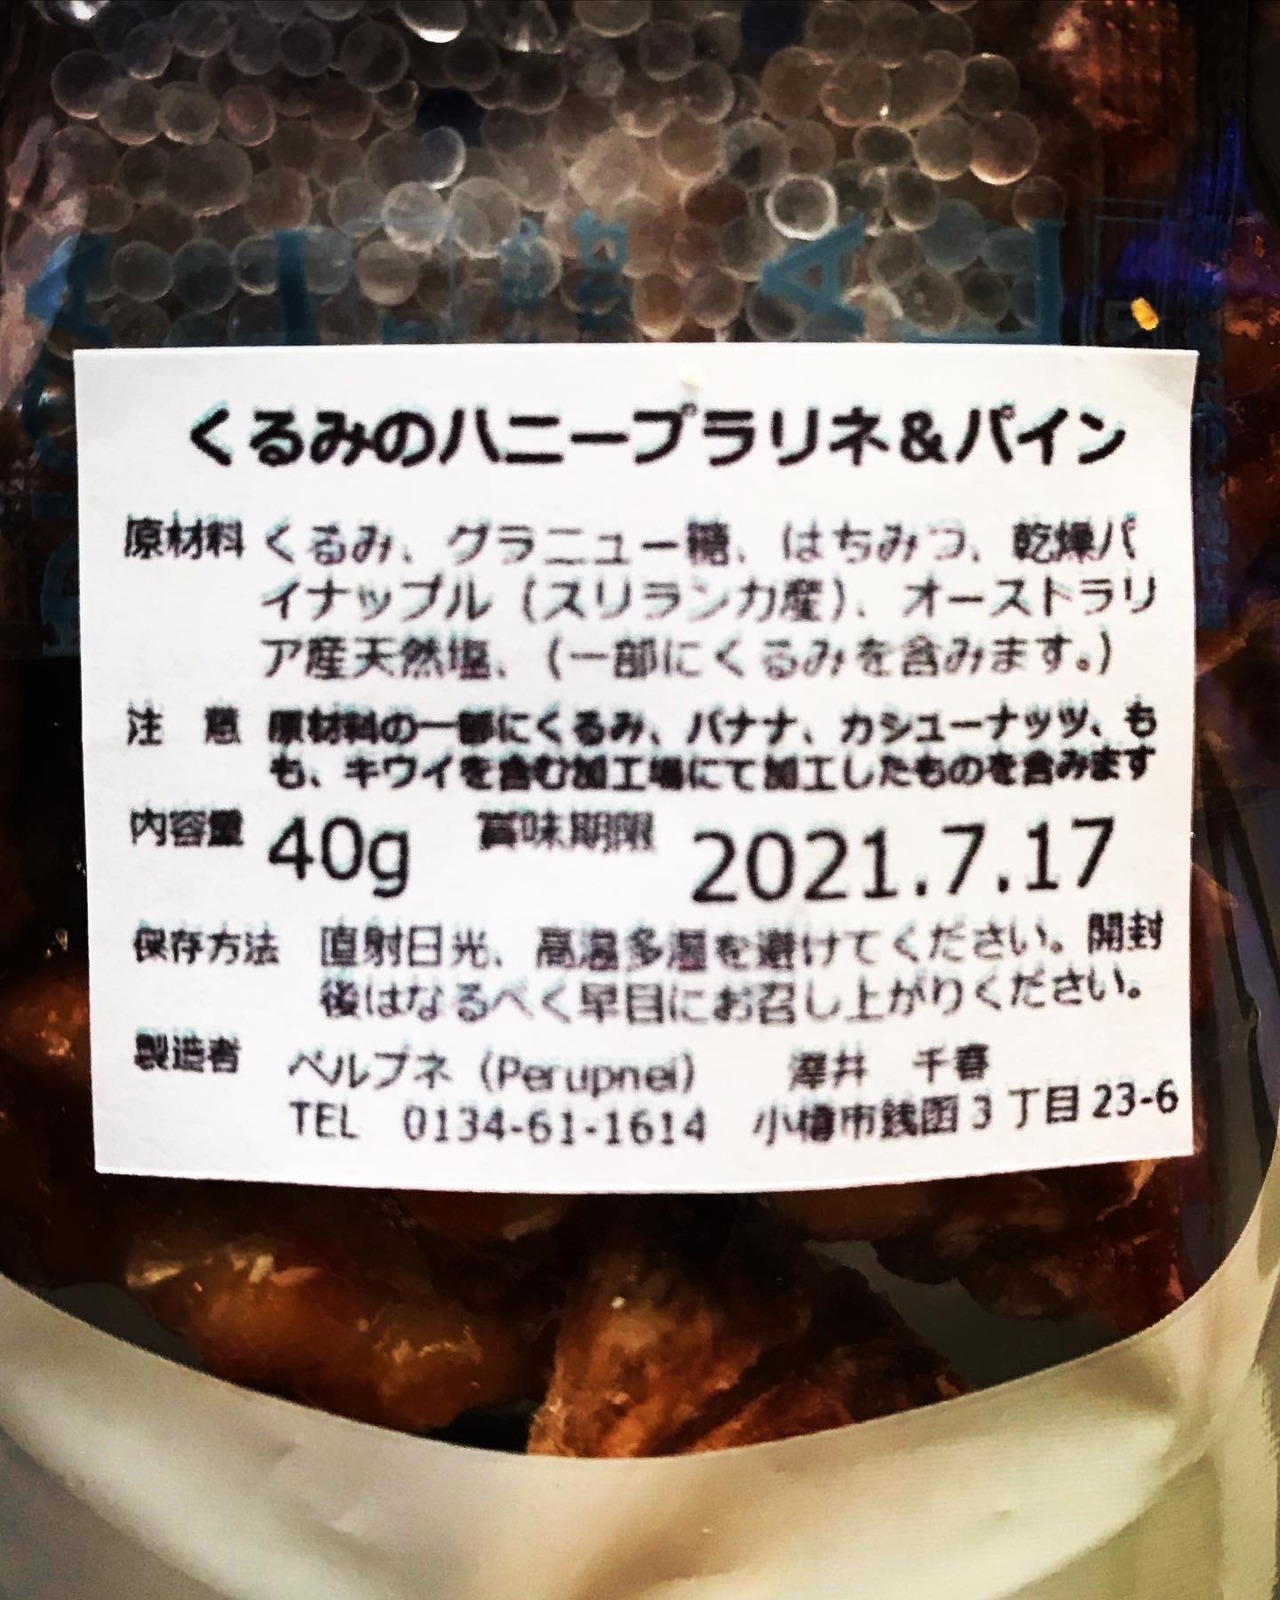 くるみのハニープラリネ&パイン
原材料 くるみ、グラニュー糖、はちみつ、乾燥パ
イナップル(スリランカ産)、オーストラリ
ア産天然塩、(一部にくるみを含みます。)
注 意 原材料の一部にくるみ、バナナ、カシューナッツ、も
も、キウイを含む加工場にて加工したものを含みます
内容量 40g 賞味期限 2021.7.17
保存方法 直射日光、高温多湿を避けてください。開封
後はなるべく早目にお召し上がりください。
製造者 ペルプネ(Perupnei) 澤井 千春
TEL 0134-61-1614 小樽市銭函3丁目23-6